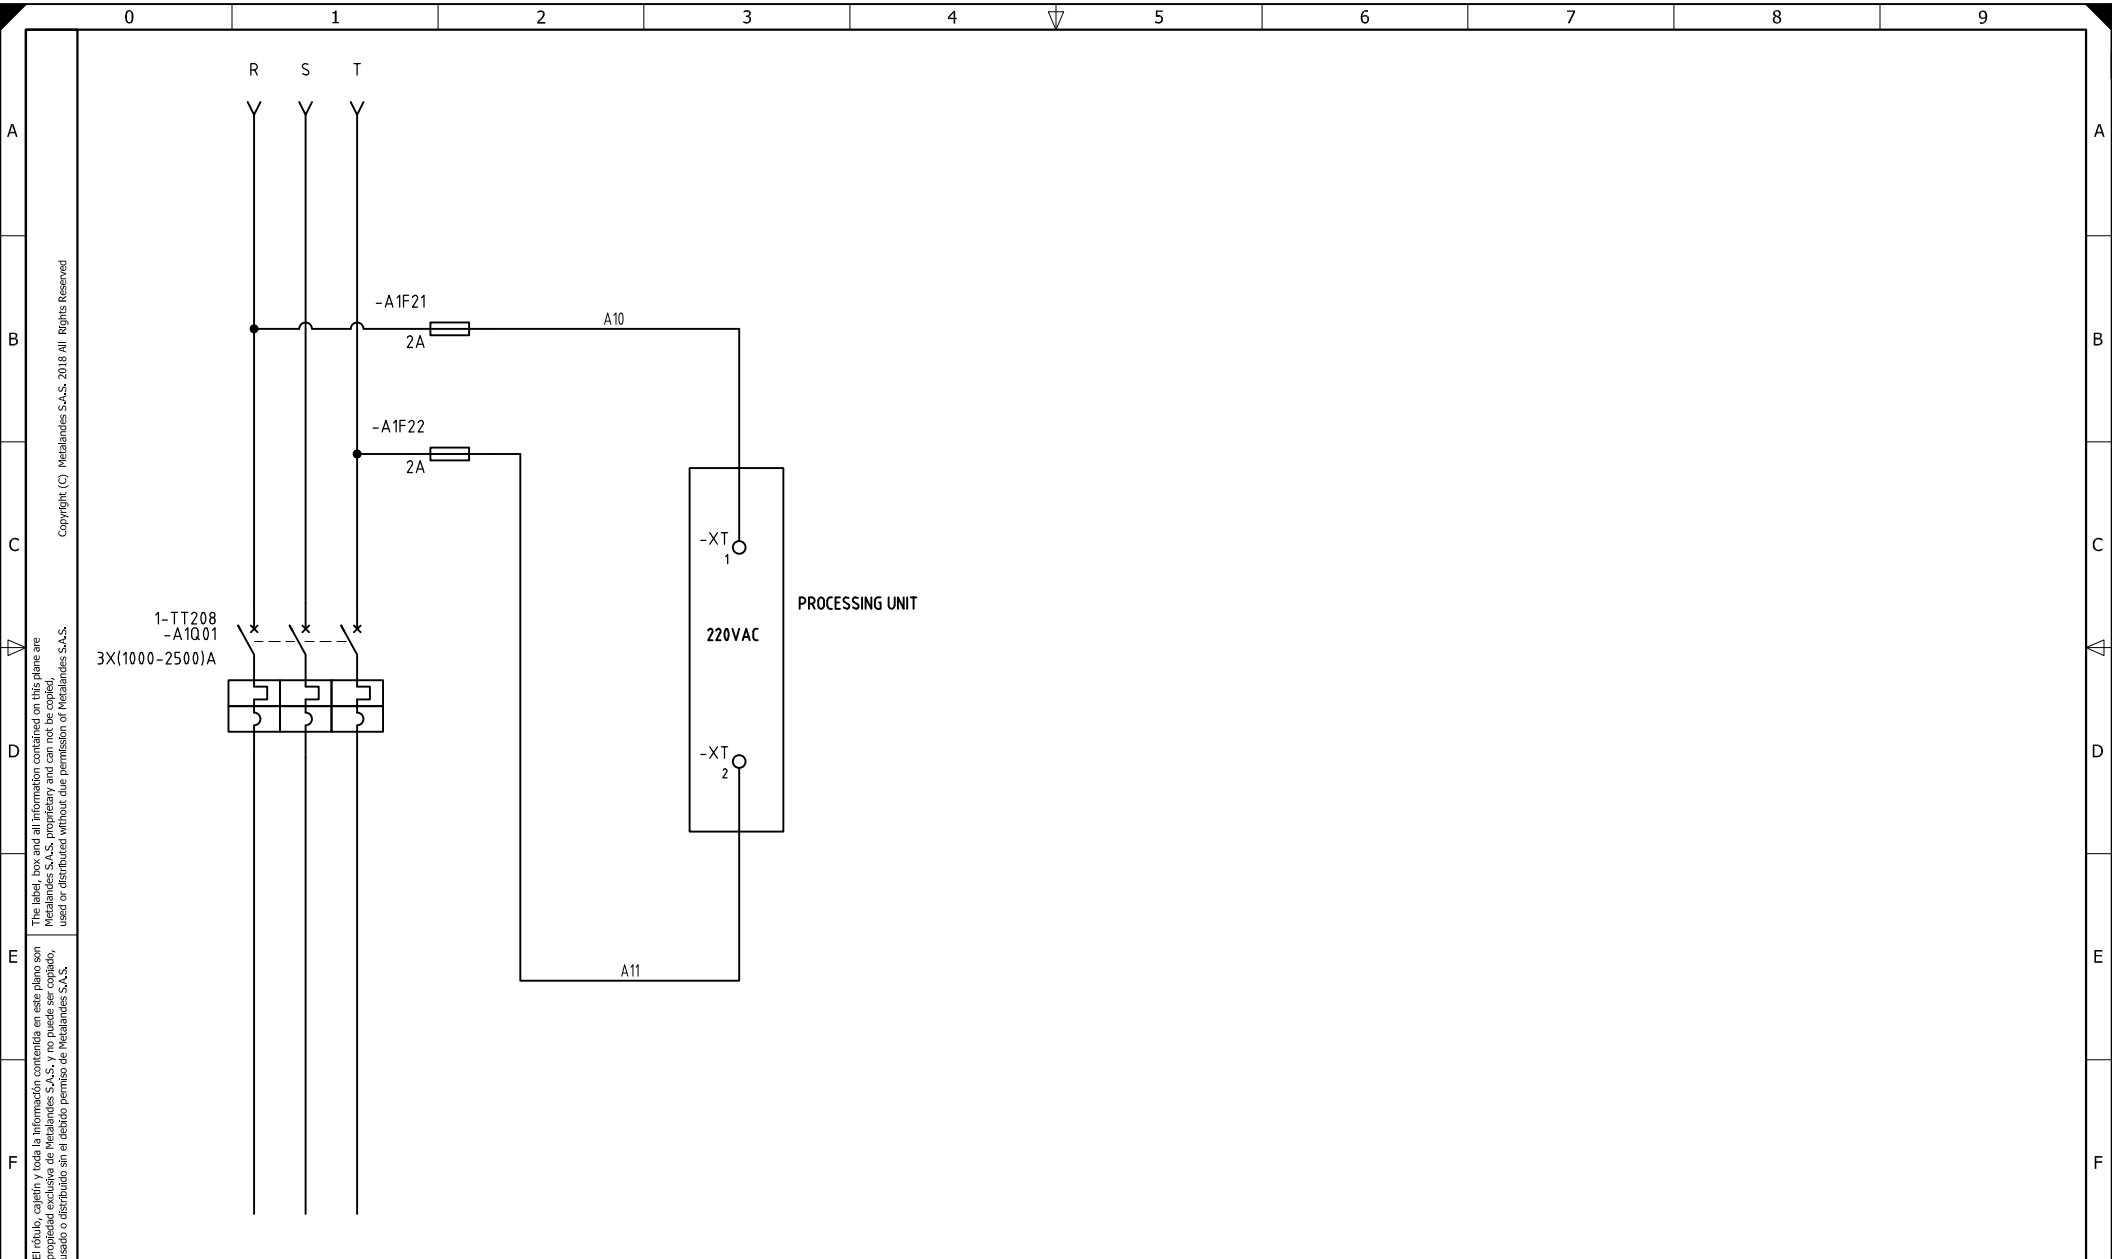 0 1 2 3 4 5 6 7 8 9
R S T
A A
-A1F21
A10
2A
B B
-A1F22
2A
-XT
1
C C
PROCESSING UNIT
1-TT208
-A1Q01
220VAC
3X(1000-2500)A
-XT
2
D D
E E
A11
F F
Copyright (C) Metalandes S.A.S. 2018 All Rights Reserved
The label, box and all information contained on this plane are
Metalandes S.A.S. proprietary and can not be copied,
used or distributed without due permission of Metalandes S.A.S.
El rótulo, cajetín y toda la información contenida en este plano son
propiedad exclusiva de Metalandes S.A.S. y no puede ser copiado,
usado o distribuido sin el debido permiso de Metalandes S.A.S.